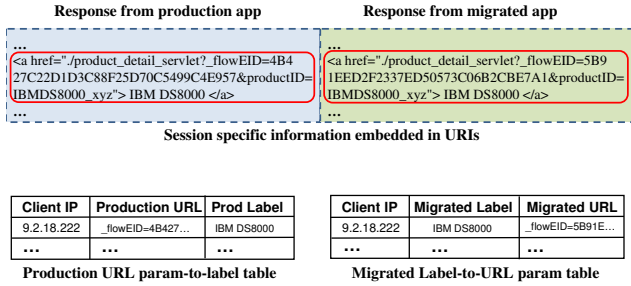 Response from production app
Response from migrated app
...
<a href="./product_detail_servlet?_flowEID=4B4
27C22D1D3C88F25D70C5499C4E957&productID=
IBMDS8000_xyz"> IBM DS8000 </a>
...
...
<a href="./product_detail_servlet?_flowEID=5B9
1EED2F2337ED50573C06B2CBE7A1&productID=
IBMDS8000_xyz"> IBM DS8000 </a>
...
Session specific information embedded in URIs
Client IP Production URL Prod Label
9.2.18.222 _flowEID=4B427... IBM DS8000
... ... ...
Production URL param-to-label table
Client IP Migrated Label Migrated URL
9.2.18.222 IBM DS8000 _flowEID=5B91E...
... ... ...
Migrated Label-to-URL param table